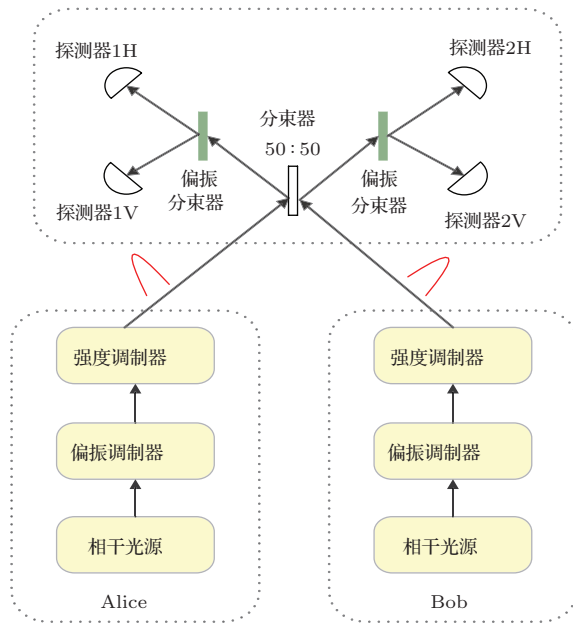 探测器1H
探测器2H
分束器
50 : 50
偏振
分束器
偏振
分束器
探测器1V
探测器2V
强度调制器
强度调制器
偏振调制器
偏振调制器
相干光源
相干光源
Alice
Bob